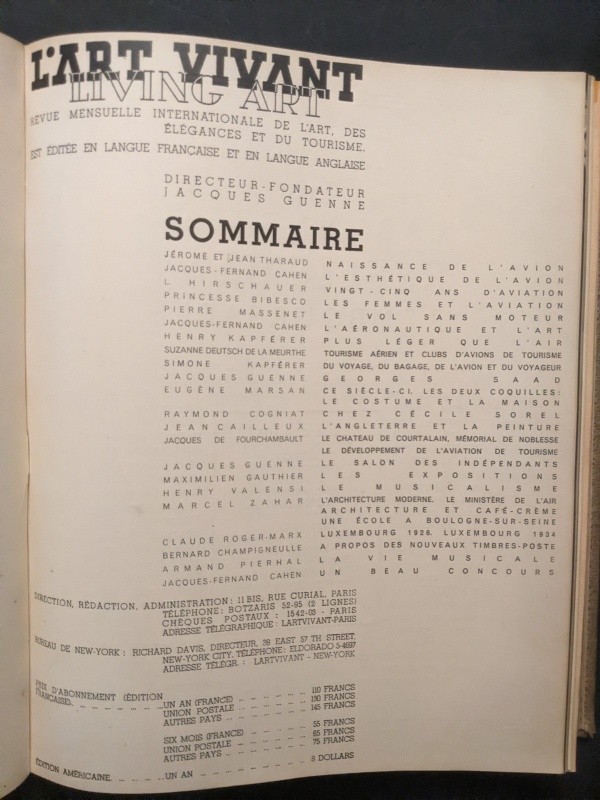 L'ART VIVANT
LIVING ART
REVUE MENSUELLE INTERNATIONALE DE L'ART, DES
ÉLÉGANCES ET DU TOURISME.
EST ÉDITÉE EN LANGUE FRANÇAISE ET EN LANGUE ANGLAISE
DIRECTEUR-FONDATEUR
JACQUES GUENNE
SOMMAIRE
JÉROME ET JEAN THARAUD NAISSANCE DE L'AVION
JACQUES-FERNAND CAHEN L'ESTHÉTIQUE DE L'AVION
L HIRSCHAUER VINGT-CINQ ANS D'AVIATION
PRINCESSE BIBESCO LES FEMMES ET L'AVIATION
PIERRE MASSENET LE VOL SANS MOTEUR
JACQUES-FERNAND CAHEN L'AÉRONAUTIQUE ET L'ART
HENRY KAPFÉRER PLUS LÉGER QUE L'AIR
SUZANNE DEUTSCH DE LA MEURTHE TOURISME AÉRIEN ET CLUBS D'AVIONS DE TOURISME
SIMONE KAPFÉRER DU VOYAGE, DU BAGAGE, DE L'AVION ET DU VOYAGEUR
JACQUES GUENNE GEORGES SAAD
EUGÈNE MARSAN CE SIÈCLE-CI, LES DEUX COQUILLES:
LE COSTUME ET LA MAISON
RAYMOND COGNIAT CHEZ CÉCILE SOREL
JEAN CAILLEUX L'ANGLETERRE ET LA PEINTURE
JACQUES DE FOURCHAMBAULT LE CHATEAU DE COURTALAIN, MÉMORIAL DE NOBLESSE
LE DÉVELOPPEMENT DE L'AVIATION DE TOURISME
JACQUES GUENNE LE SALON DES INDÉPENDANTS
MAXIMILIEN GAUTHIER LES EXPOSITIONS
HENRY VALENSI LE MUSICALISME
MARCEL ZAHAR L'ARCHITECTURE MODERNE. LE MINISTÈRE DE L'AIR
ARCHITECTURE ET CAFÉ-CRÈME
UNE ÉCOLE A BOULOGNE-SUR-SEINE
CLAUDE ROGER-MARX LUXEMBOURG 1926. LUXEMBOURG 1934
BERNARD CHAMPIGNEULLE A PROPOS DES NOUVEAUX TIMBRES-POSTE
ARMAND PIERHAL LA VIE MUSICALE
JACQUES-FERNAND CAHEN UN BEAU CONCOURS
DIRECTION, RÉDACTION, ADMINISTRATION: 11 BIS, RUE CURIAL, PARIS
TÉLÉPHONE: BOTZARIS 52-95 (2 LIGNES)
CHÈQUES POSTAUX : 1542-03 - PARIS
ADRESSE TÉLÉGRAPHIQUE : LARTVIVANT-PARIS
BUREAU DE NEW-YORK : RICHARD DAVIS, DIRECTEUR, 38 EAST 57 TH STREET,
NEW-YORK CITY. TÉLÉPHONE: ELDORADO 5-4697
ADRESSE TÉLÉGR. : LARTVIVANT - NEW-YORK
PRIX D'ABONNEMENT (ÉDITION
FRANÇAISE). UN AN (FRANCE) 110 FRANCS
UNION POSTALE 130 FRANCS
AUTRES PAYS 145 FRANCS
SIX MOIS (FRANCE) 55 FRANCS
UNION POSTALE 65 FRANCS
AUTRES PAYS 75 FRANCS
ÉDITION AMÉRICAINE. UN AN 8 DOLLARS